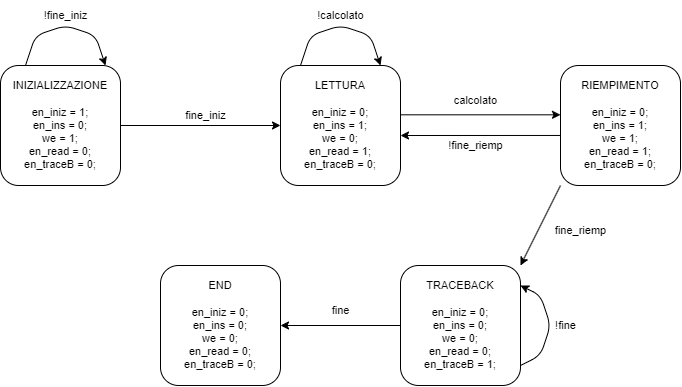 !fine_iniz
!calcolato
INIZIALIZZAZIONE
en_iniz = 1;
en_ins = 0;
we = 1;
en_read = 0;
en_traceB = 0;
fine_iniz
LETTURA
en_iniz = 0;
en_ins = 1;
we = 0;
en_read = 1;
en_traceB = 0;
calcolato
!fine_riemp
RIEMPIMENTO
en_iniz = 0;
en_ins = 1;
we = 1;
en_read = 1;
en_traceB = 0;
fine_riemp
END
en_iniz = 0;
en_ins = 0;
we = 0;
en_read = 0;
en_traceB = 0;
fine
TRACEBACK
en_iniz = 0;
en_ins = 0;
we = 0;
en_read = 0;
en_traceB = 1;
!fine